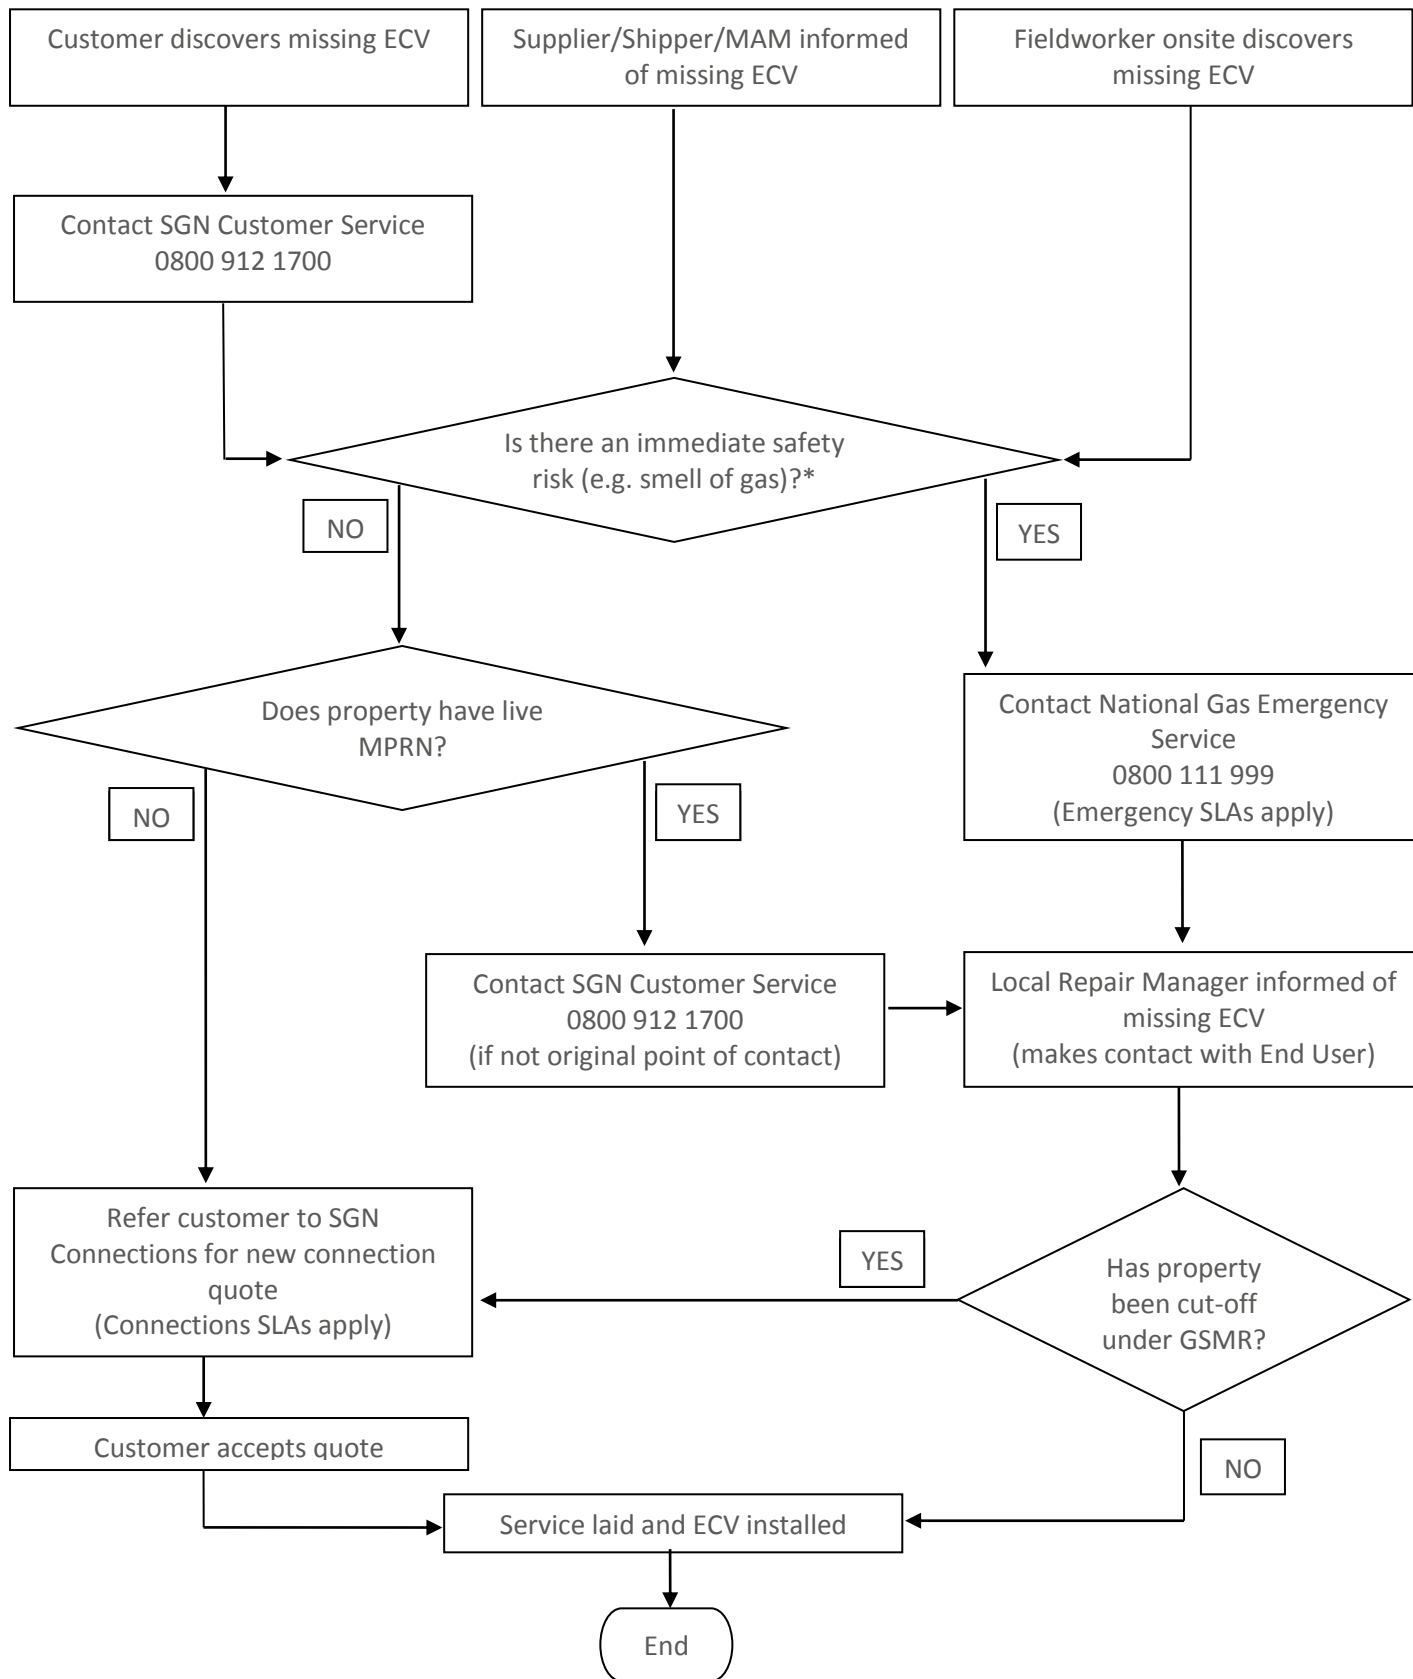 Customer discovers missing ECV
Supplier/Shipper/MAM informed
of missing ECV
Fieldworker onsite discovers
missing ECV
Contact SGN Customer Service
0800 912 1700
Is there an immediate safety
risk (e.g. smell of gas)?*
NO
YES
Does property have live
MPRN?
Contact National Gas Emergency
Service
0800 111 999
(Emergency SLAs apply)
NO
YES
Contact SGN Customer Service
0800 912 1700
(if not original point of contact)
Local Repair Manager informed of
missing ECV
(makes contact with End User)
Refer customer to SGN
Connections for new connection
quote
(Connections SLAs apply)
YES
Has property
been cut-off
under GSMR?
Customer accepts quote
NO
Service laid and ECV installed
End